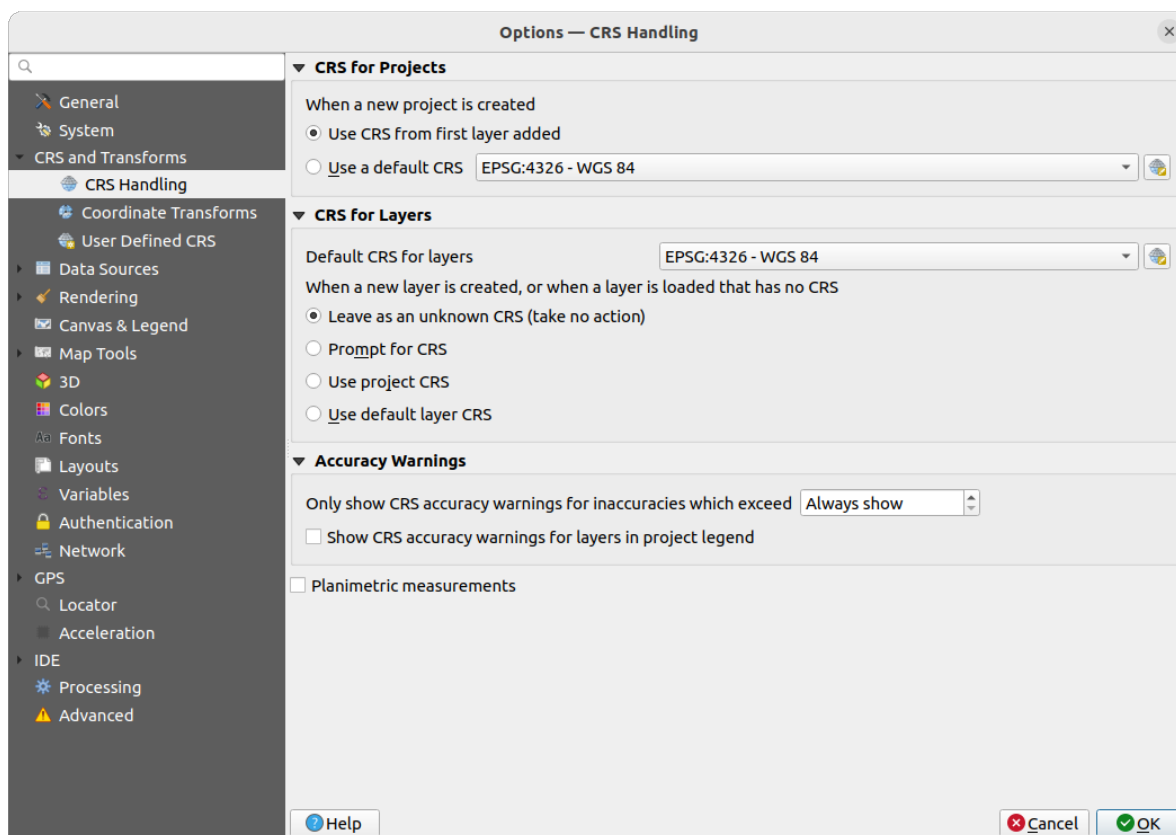 Options — CRS Handling
General
System
CRS and Transforms
CRS Handling
Coordinate Transforms
User Defined CRS
Data Sources
Rendering
Canvas & Legend
Map Tools
3D
Colors
Fonts
Layouts
Variables
Authentication
Network
GPS
Locator
Acceleration
IDE
Processing
Advanced
CRS for Projects
When a new project is created
Use CRS from first layer added
Use a default CRS EPSG:4326 - WGS 84
CRS for Layers
Default CRS for layers EPSG:4326 - WGS 84
When a new layer is created, or when a layer is loaded that has no CRS
Leave as an unknown CRS (take no action)
Prompt for CRS
Use project CRS
Use default layer CRS
Accuracy Warnings
Only show CRS accuracy warnings for inaccuracies which exceed Always show
Show CRS accuracy warnings for layers in project legend
Planimetric measurements
Help Cancel OK